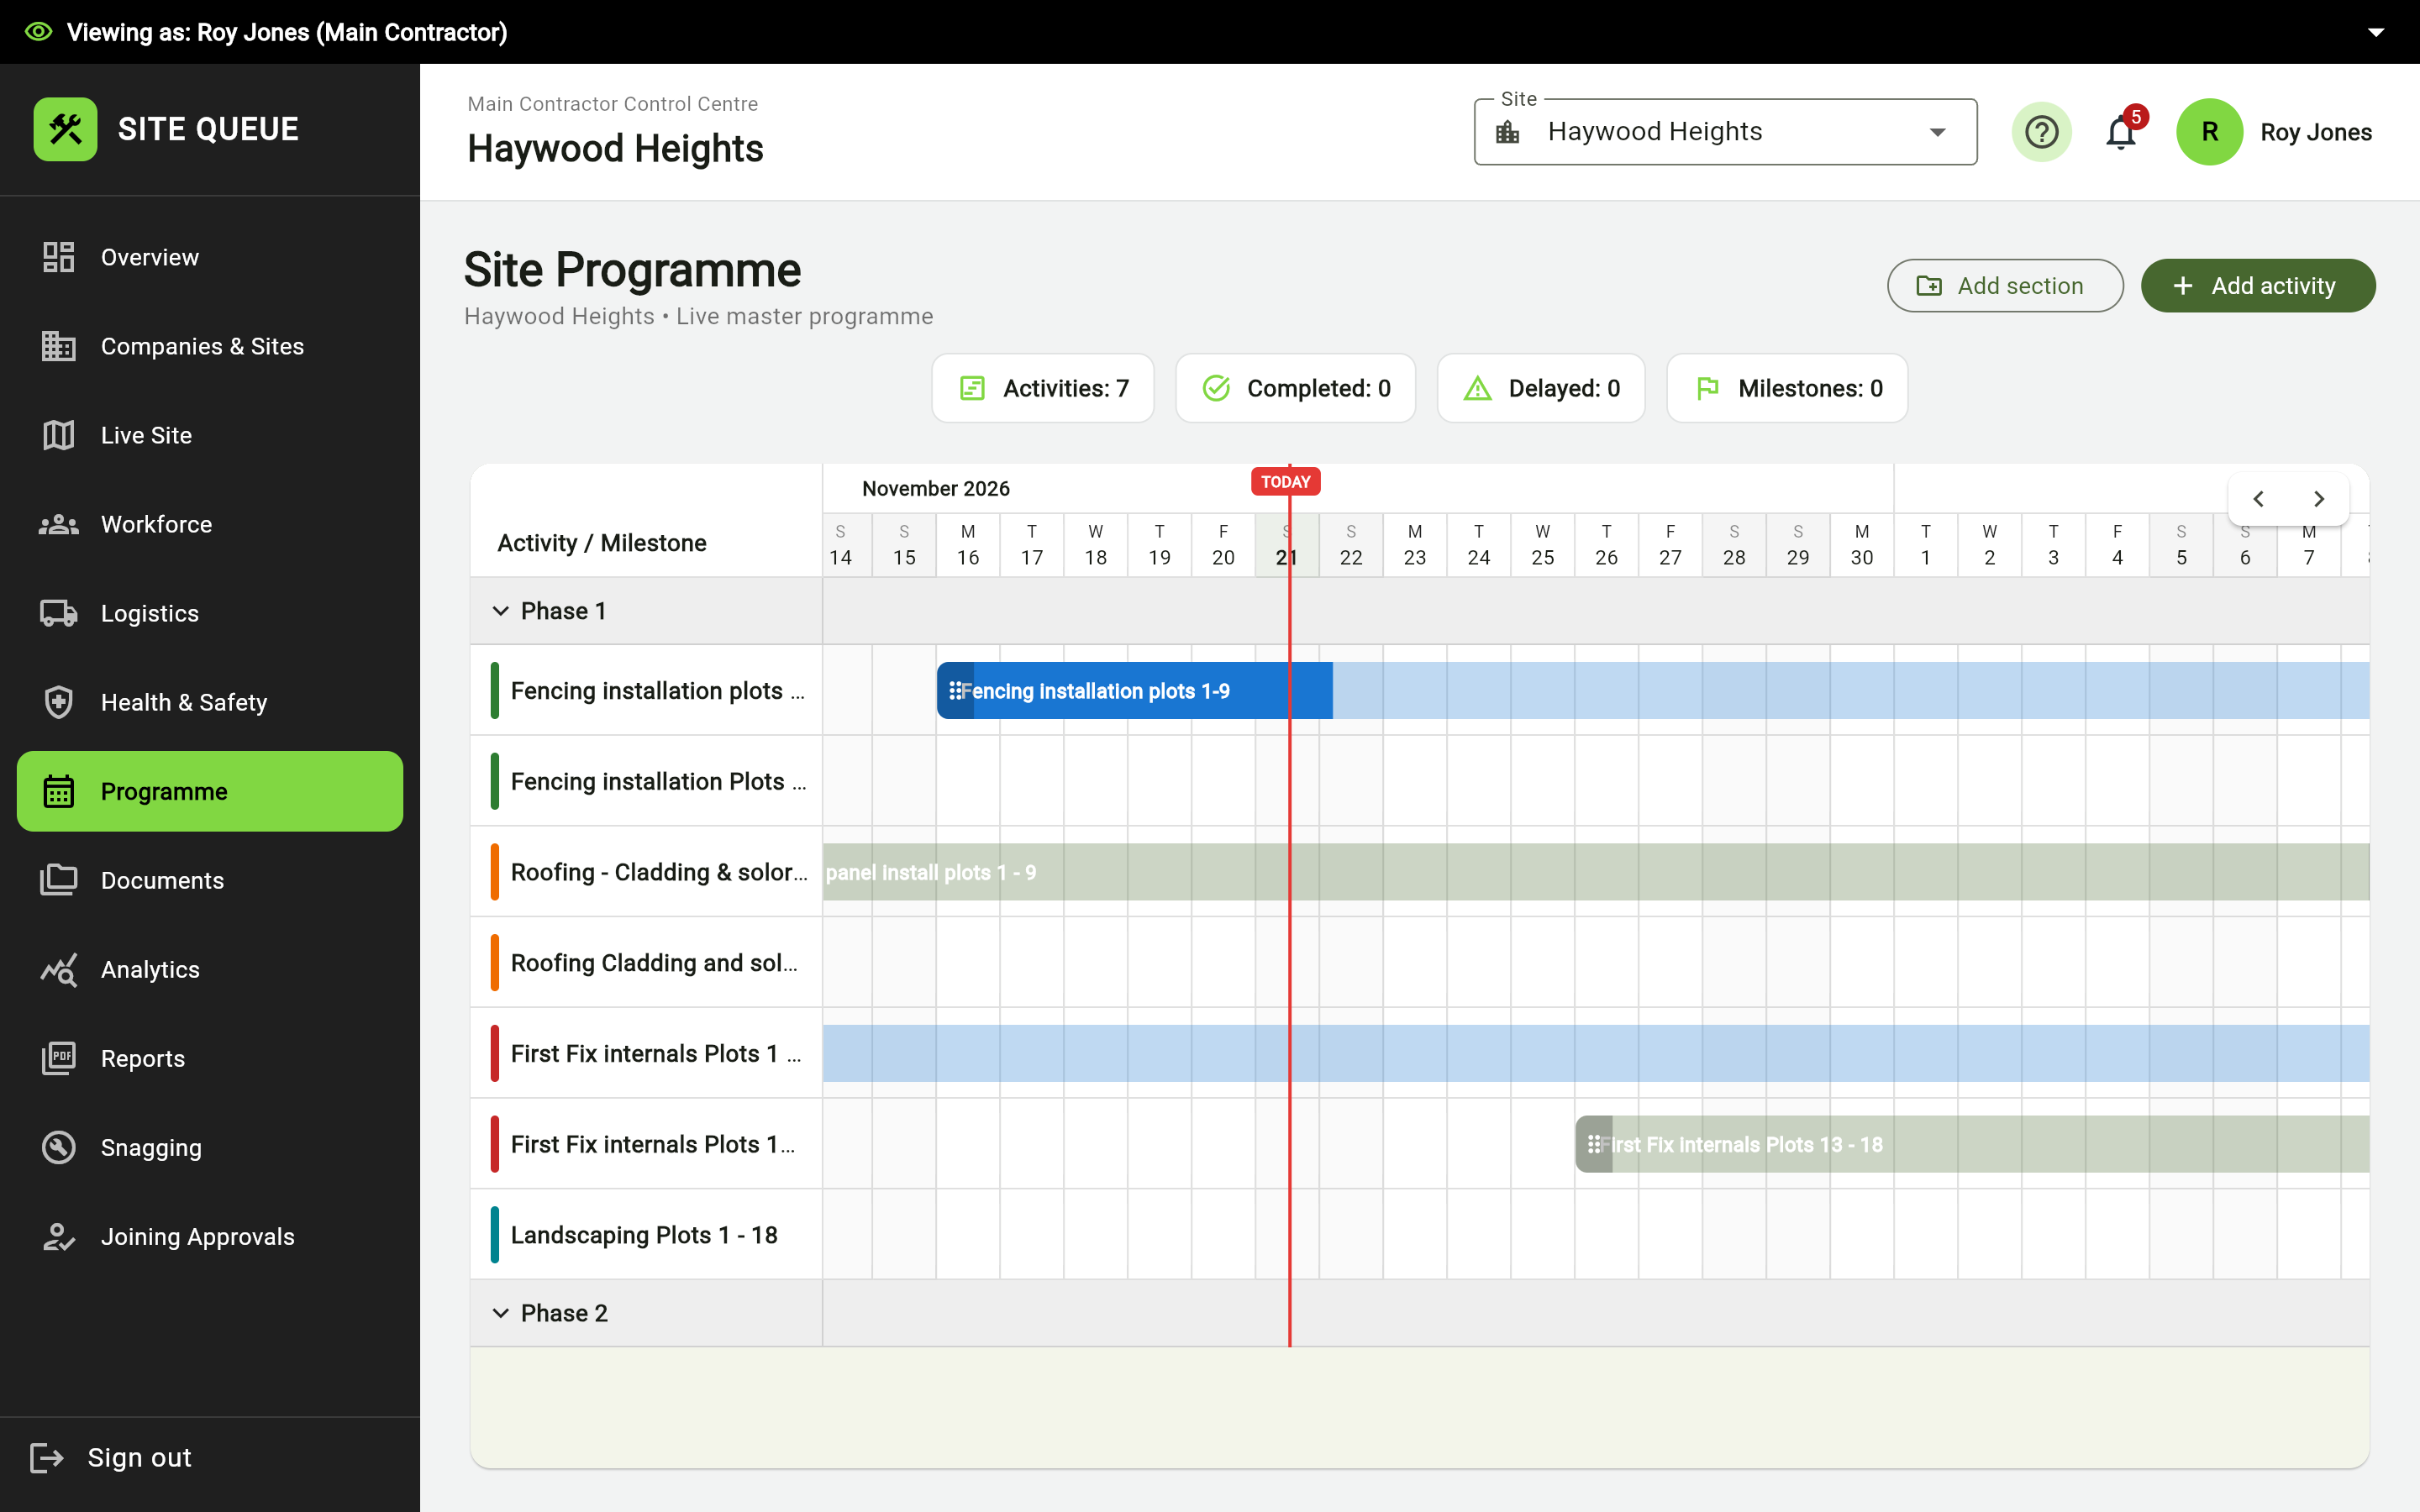 Viewing as: Roy Jones (Main Contractor)
SITE QUEUE
Overview
Companies & Sites
Live Site
Workforce
Logistics
Health & Safety
Programme
Documents
Analytics
PDF
Reports
Snagging
Joining Approvals
Sign out
Main Contractor Control Centre
Haywood Heights
Site
Haywood Heights
5
R
Roy Jones
Site Programme
Haywood Heights • Live master programme
Add section
Add activity
Activities: 7
Completed: 0
Delayed: 0
Milestones: 0
Activity / Milestone
November 2026
TODAY
S S M T W T F S S M T W T F S S M T W T F S S M
14 15 16 17 18 19 20 21 22 23 24 25 26 27 28 29 30 1 2 3 4 5 6 7
Phase 1
Fencing installation plots ...
Fencing installation plots 1-9
Fencing installation Plots ...
Roofing - Cladding & solor...
panel install plots 1 - 9
Roofing Cladding and sol...
First Fix internals Plots 1 ...
First Fix internals Plots 1...
First Fix internals Plots 13 - 18
Landscaping Plots 1 - 18
Phase 2